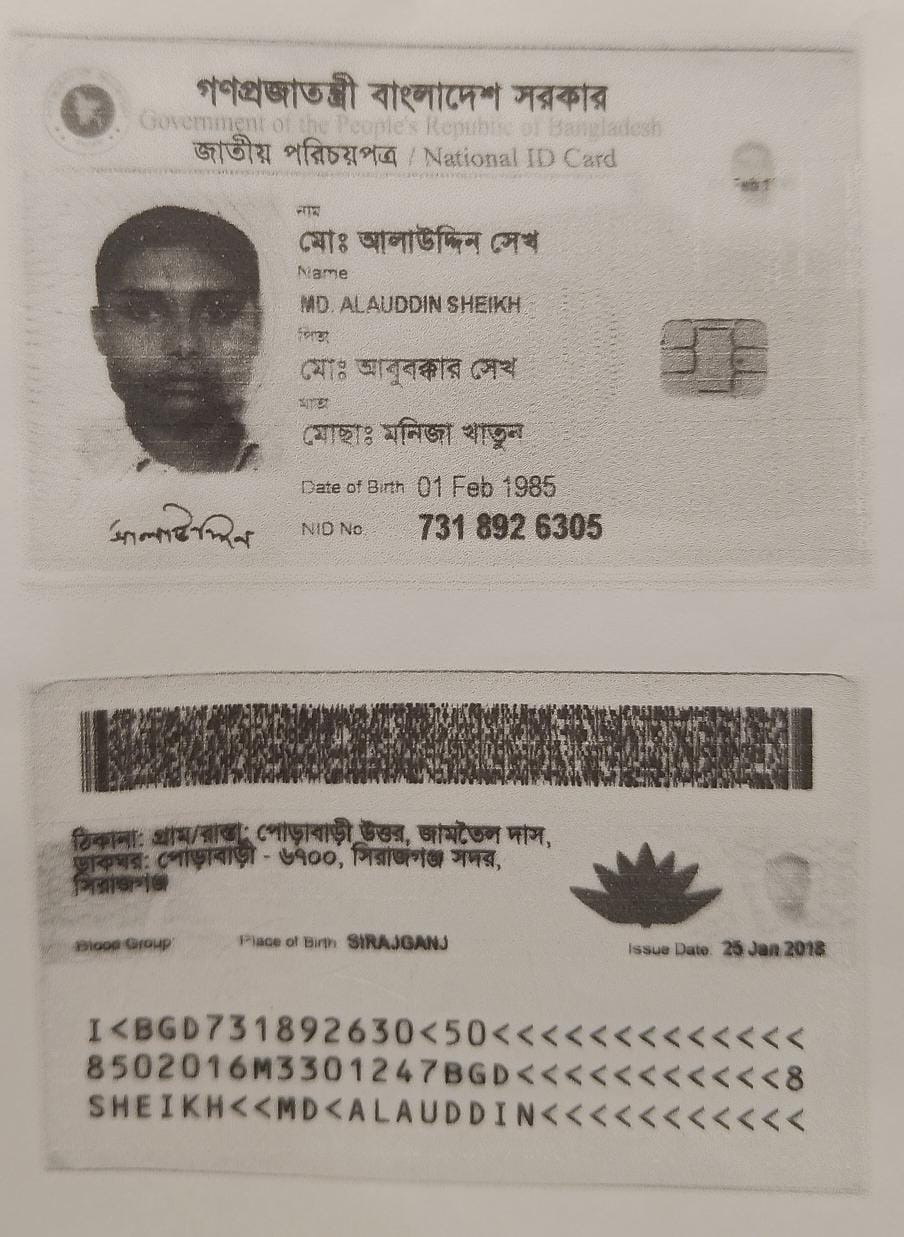 গণপ্রজাতন্ত্রী বাংলাদেশ সরকার
Government of the People's Republic of Bangladesh
জাতীয় পরিচয়পত্র / National ID Card
নাম
মোঃ আলাউদ্দিন সেখ
Name
MD. ALAUDDIN SHEIKH
পিতা
মোঃ আবুবক্কার সেখ
মাতা
মোছাঃ মনিজা খাতুন
Date of Birth 01 Feb 1985
আলাউদ্দিন
NID No. 731 892 6305
ঠিকানা: গ্রাম/রাস্তা: পোড়াবাড়ী উত্তর, জামতৈল দাস,
ডাকঘর: পোড়াবাড়ী - ৬৭০০, সিরাজগঞ্জ সদর,
সিরাজগঞ্জ
Blood Group: Place of Birth: SIRAJGANJ Issue Date: 25 Jan 2018
I<BGD731892630<50<<<<<<<<<<<<<
8502016M3301247BGD<<<<<<<<<<<8
SHEIKH<<MD<ALAUDDIN<<<<<<<<<<<